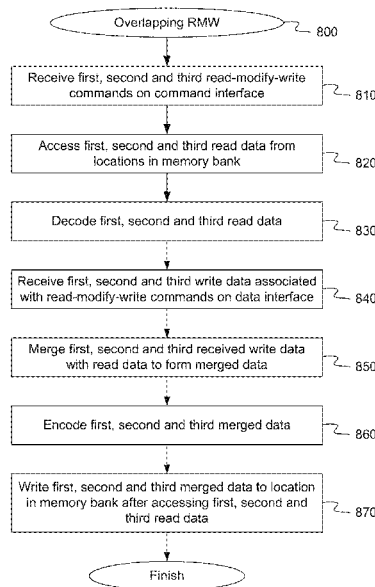 Overlapping RMW
800
Receive first, second and third read-modify-write
commands on command interface
810
Access first, second and third read data from
locations in memory bank
820
Decode first, second and third read data
830
Receive first, second and third write data associated
with read-modify-write commands on data interface
840
Merge first, second and third received write data
with read data to form merged data
850
Encode first, second and third merged data
860
Write first, second and third merged data to location
in memory bank after accessing first, second and
third read data
870
Finish